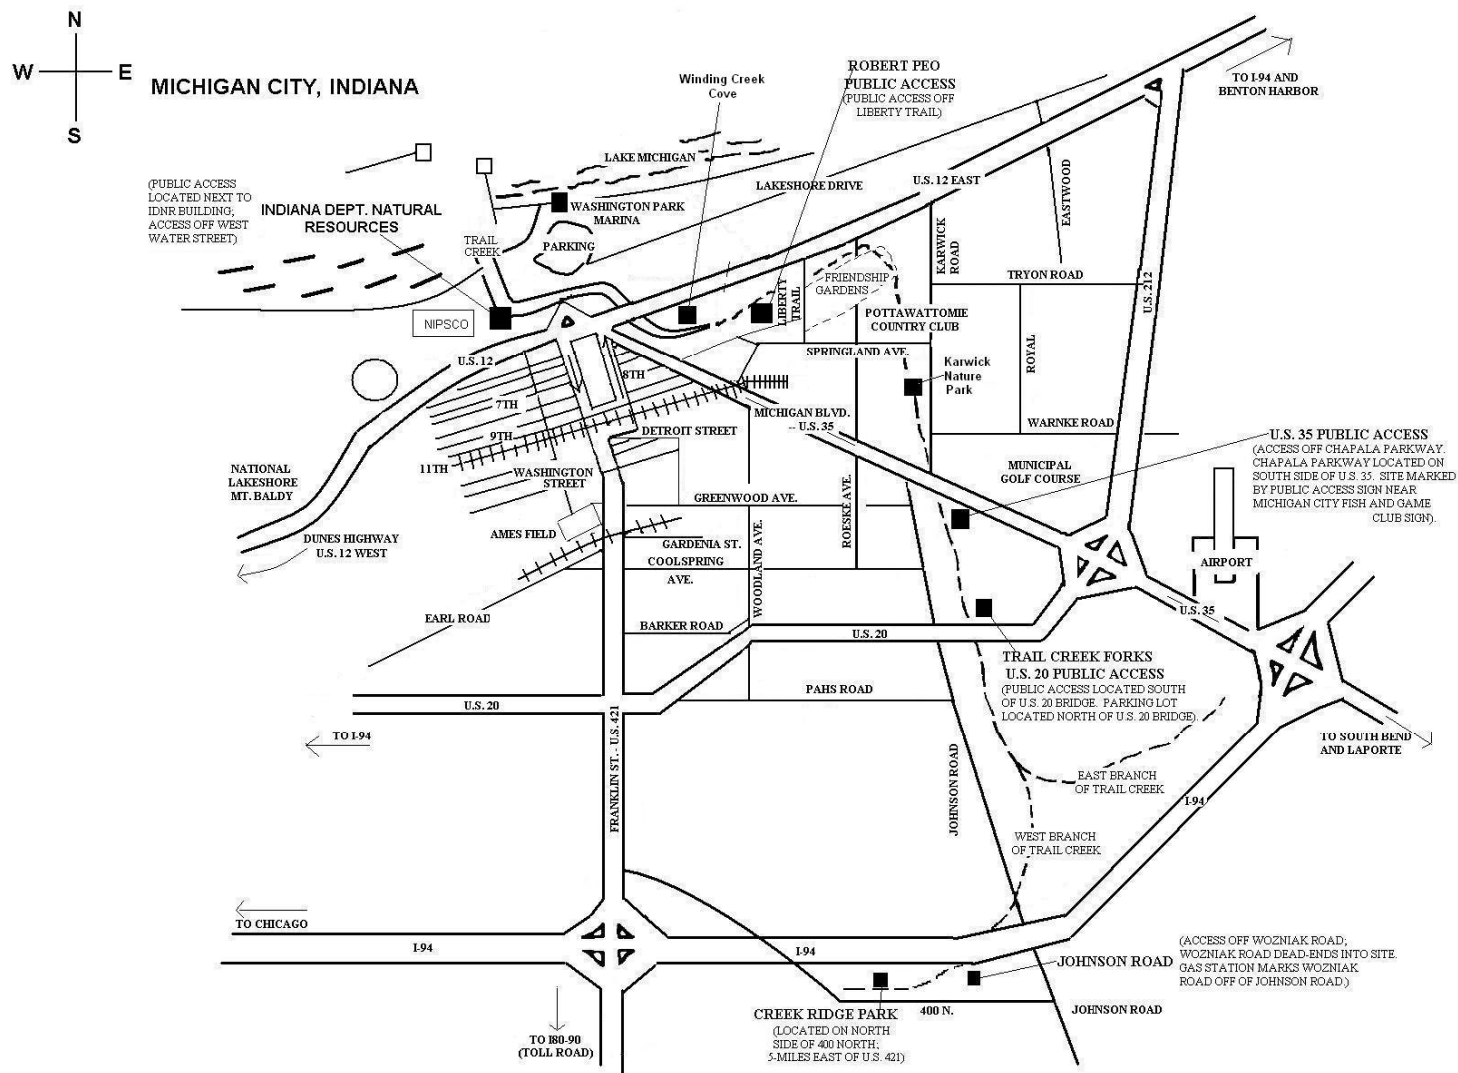 N
W E
S
MICHIGAN CITY, INDIANA
Winding Creek
Cove
ROBERT PEO
PUBLIC ACCESS
(PUBLIC ACCESS OFF
LIBERTY TRAIL)
TO I-94 AND
BENTON HARBOR
LAKE MICHIGAN
LAKESHORE DRIVE
U.S. 12 EAST
EASTWOOD
(PUBLIC ACCESS
LOCATED NEXT TO
IDNR BUILDING;
ACCESS OFF WEST
WATER STREET)
INDIANA DEPT. NATURAL
RESOURCES
WASHINGTON PARK
MARINA
TRAIL
CREEK
PARKING
KARWICK
ROAD
TRYON ROAD
U.S. 212
FRIENDSHIP
GARDENS
LIBERTY
TRAIL
POTTAWATTOMIE
COUNTRY CLUB
NIPSCO
U.S. 12
SPRINGLAND AVE.
ROYAL
Karwick
Nature
Park
8TH
7TH
9TH
11TH
MICHIGAN BLVD.
-- U.S. 35
WARNKE ROAD
DETROIT STREET
U.S. 35 PUBLIC ACCESS
(ACCESS OFF CHAPALA PARKWAY.
CHAPALA PARKWAY LOCATED ON
SOUTH SIDE OF U.S. 35. SITE MARKED
BY PUBLIC ACCESS SIGN NEAR
MICHIGAN CITY FISH AND GAME
CLUB SIGN).
NATIONAL
LAKESHORE
MT. BALDY
WASHINGTON
STREET
MUNICIPAL
GOLF COURSE
GREENWOOD AVE.
ROESKE AVE.
AMES FIELD
DUNES HIGHWAY
U.S. 12 WEST
GARDENIA ST.
COOLSPRING
AVE.
WOODLAND AVE.
AIRPORT
U.S. 35
EARL ROAD
BARKER ROAD
U.S. 20
TRAIL CREEK FORKS
U.S. 20 PUBLIC ACCESS
(PUBLIC ACCESS LOCATED SOUTH
OF U.S. 20 BRIDGE. PARKING LOT
LOCATED NORTH OF U.S. 20 BRIDGE).
PAHS ROAD
U.S. 20
TO I-94
FRANKLIN ST. - U.S. 421
TO SOUTH BEND
AND LAPORTE
JOHNSON ROAD
EAST BRANCH
OF TRAIL CREEK
I-94
WEST BRANCH
OF TRAIL CREEK
TO CHICAGO
I-94
I-94
JOHNSON ROAD
(ACCESS OFF WOZNIAK ROAD;
WOZNIAK ROAD DEAD-ENDS INTO SITE.
GAS STATION MARKS WOZNIAK
ROAD OFF OF JOHNSON ROAD.)
CREEK RIDGE PARK
(LOCATED ON NORTH
SIDE OF 400 NORTH;
5-MILES EAST OF U.S. 421)
400 N.
JOHNSON ROAD
TO I80-90
(TOLL ROAD)